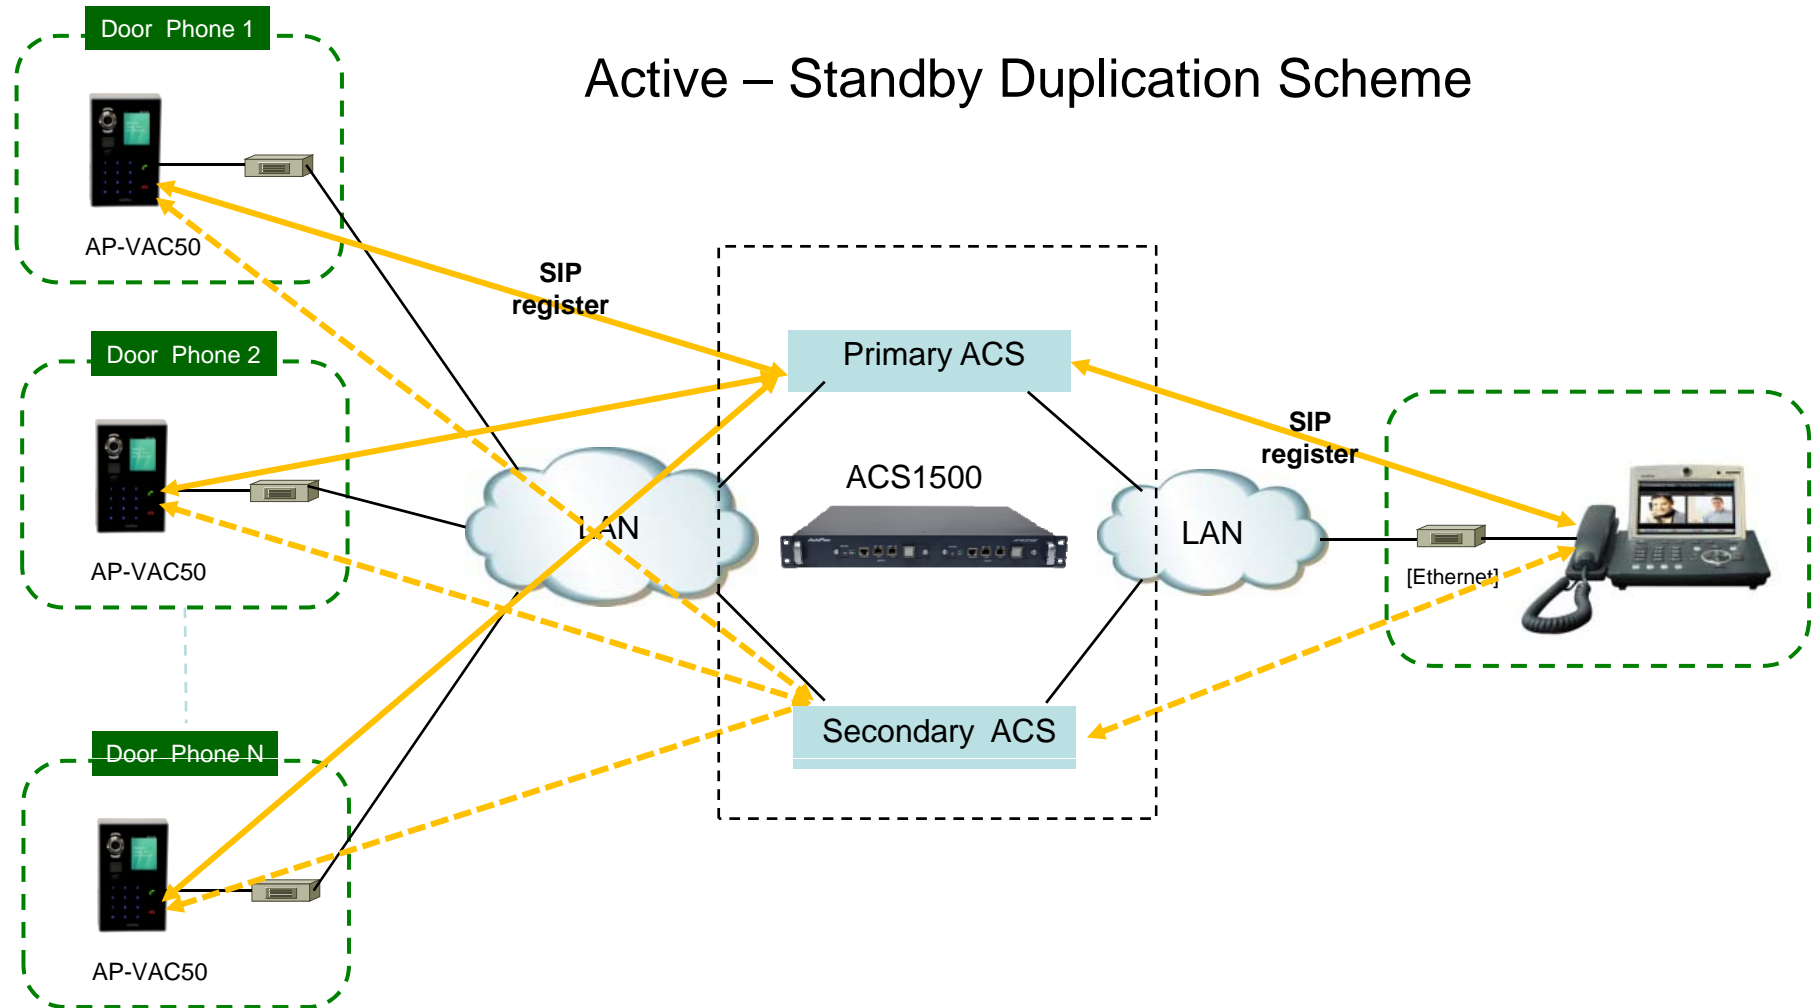 Door Phone 1
Active – Standby Duplication Scheme
AP-VAC50
SIP
register
Door Phone 2
Primary ACS
SIP
register
ACS1500
LAN
LAN
AP-VAC50
[Ethernet]
Secondary ACS
Door Phone N
AP-VAC50